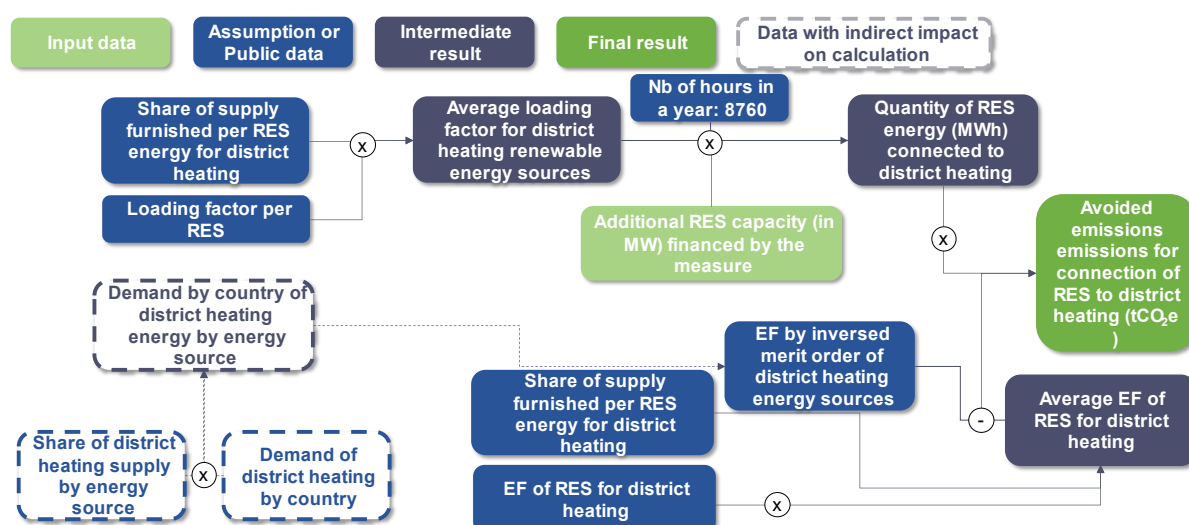 Input data
Assumption or
Public data
Intermediate
result
Final result
Data with indirect impact
on calculation
Share of supply
furnished per RES
energy for district
heating
x
Loading factor per
RES
Average loading
factor for district
heating renewable
energy sources
Nb of hours in
a year: 8760
x
Additional RES capacity (in
MW) financed by the
measure
Quantity of RES
energy (MWh)
connected to
district heating
x
Avoided
emissions
emissions for
connection of
RES to district
heating (tCO₂e
)
Demand by country of
district heating
energy by energy
source
Share of district
heating supply
by energy
source
x
Demand of
district heating
by country
EF by inversed
merit order of
district heating
energy sources
Share of supply
furnished per RES
energy for district
heating
-
Average EF of
RES for district
heating
EF of RES for district
heating
x